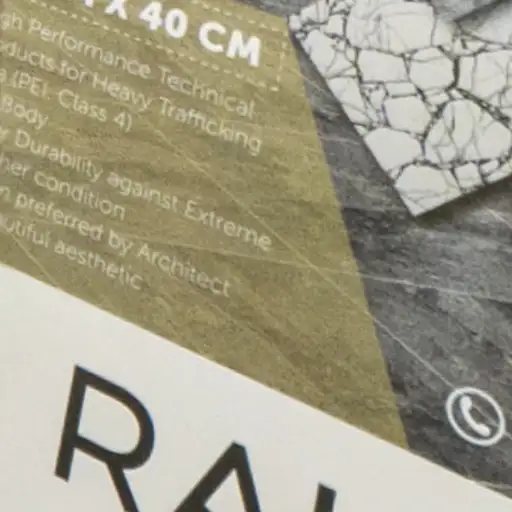 X 40 CM
gh Performance Technical
ducts for Heavy Trafficking
(PEI. Class 4)
Body
Durability against Extreme
her condition
preferred by Architect
utiful aesthetic
RA